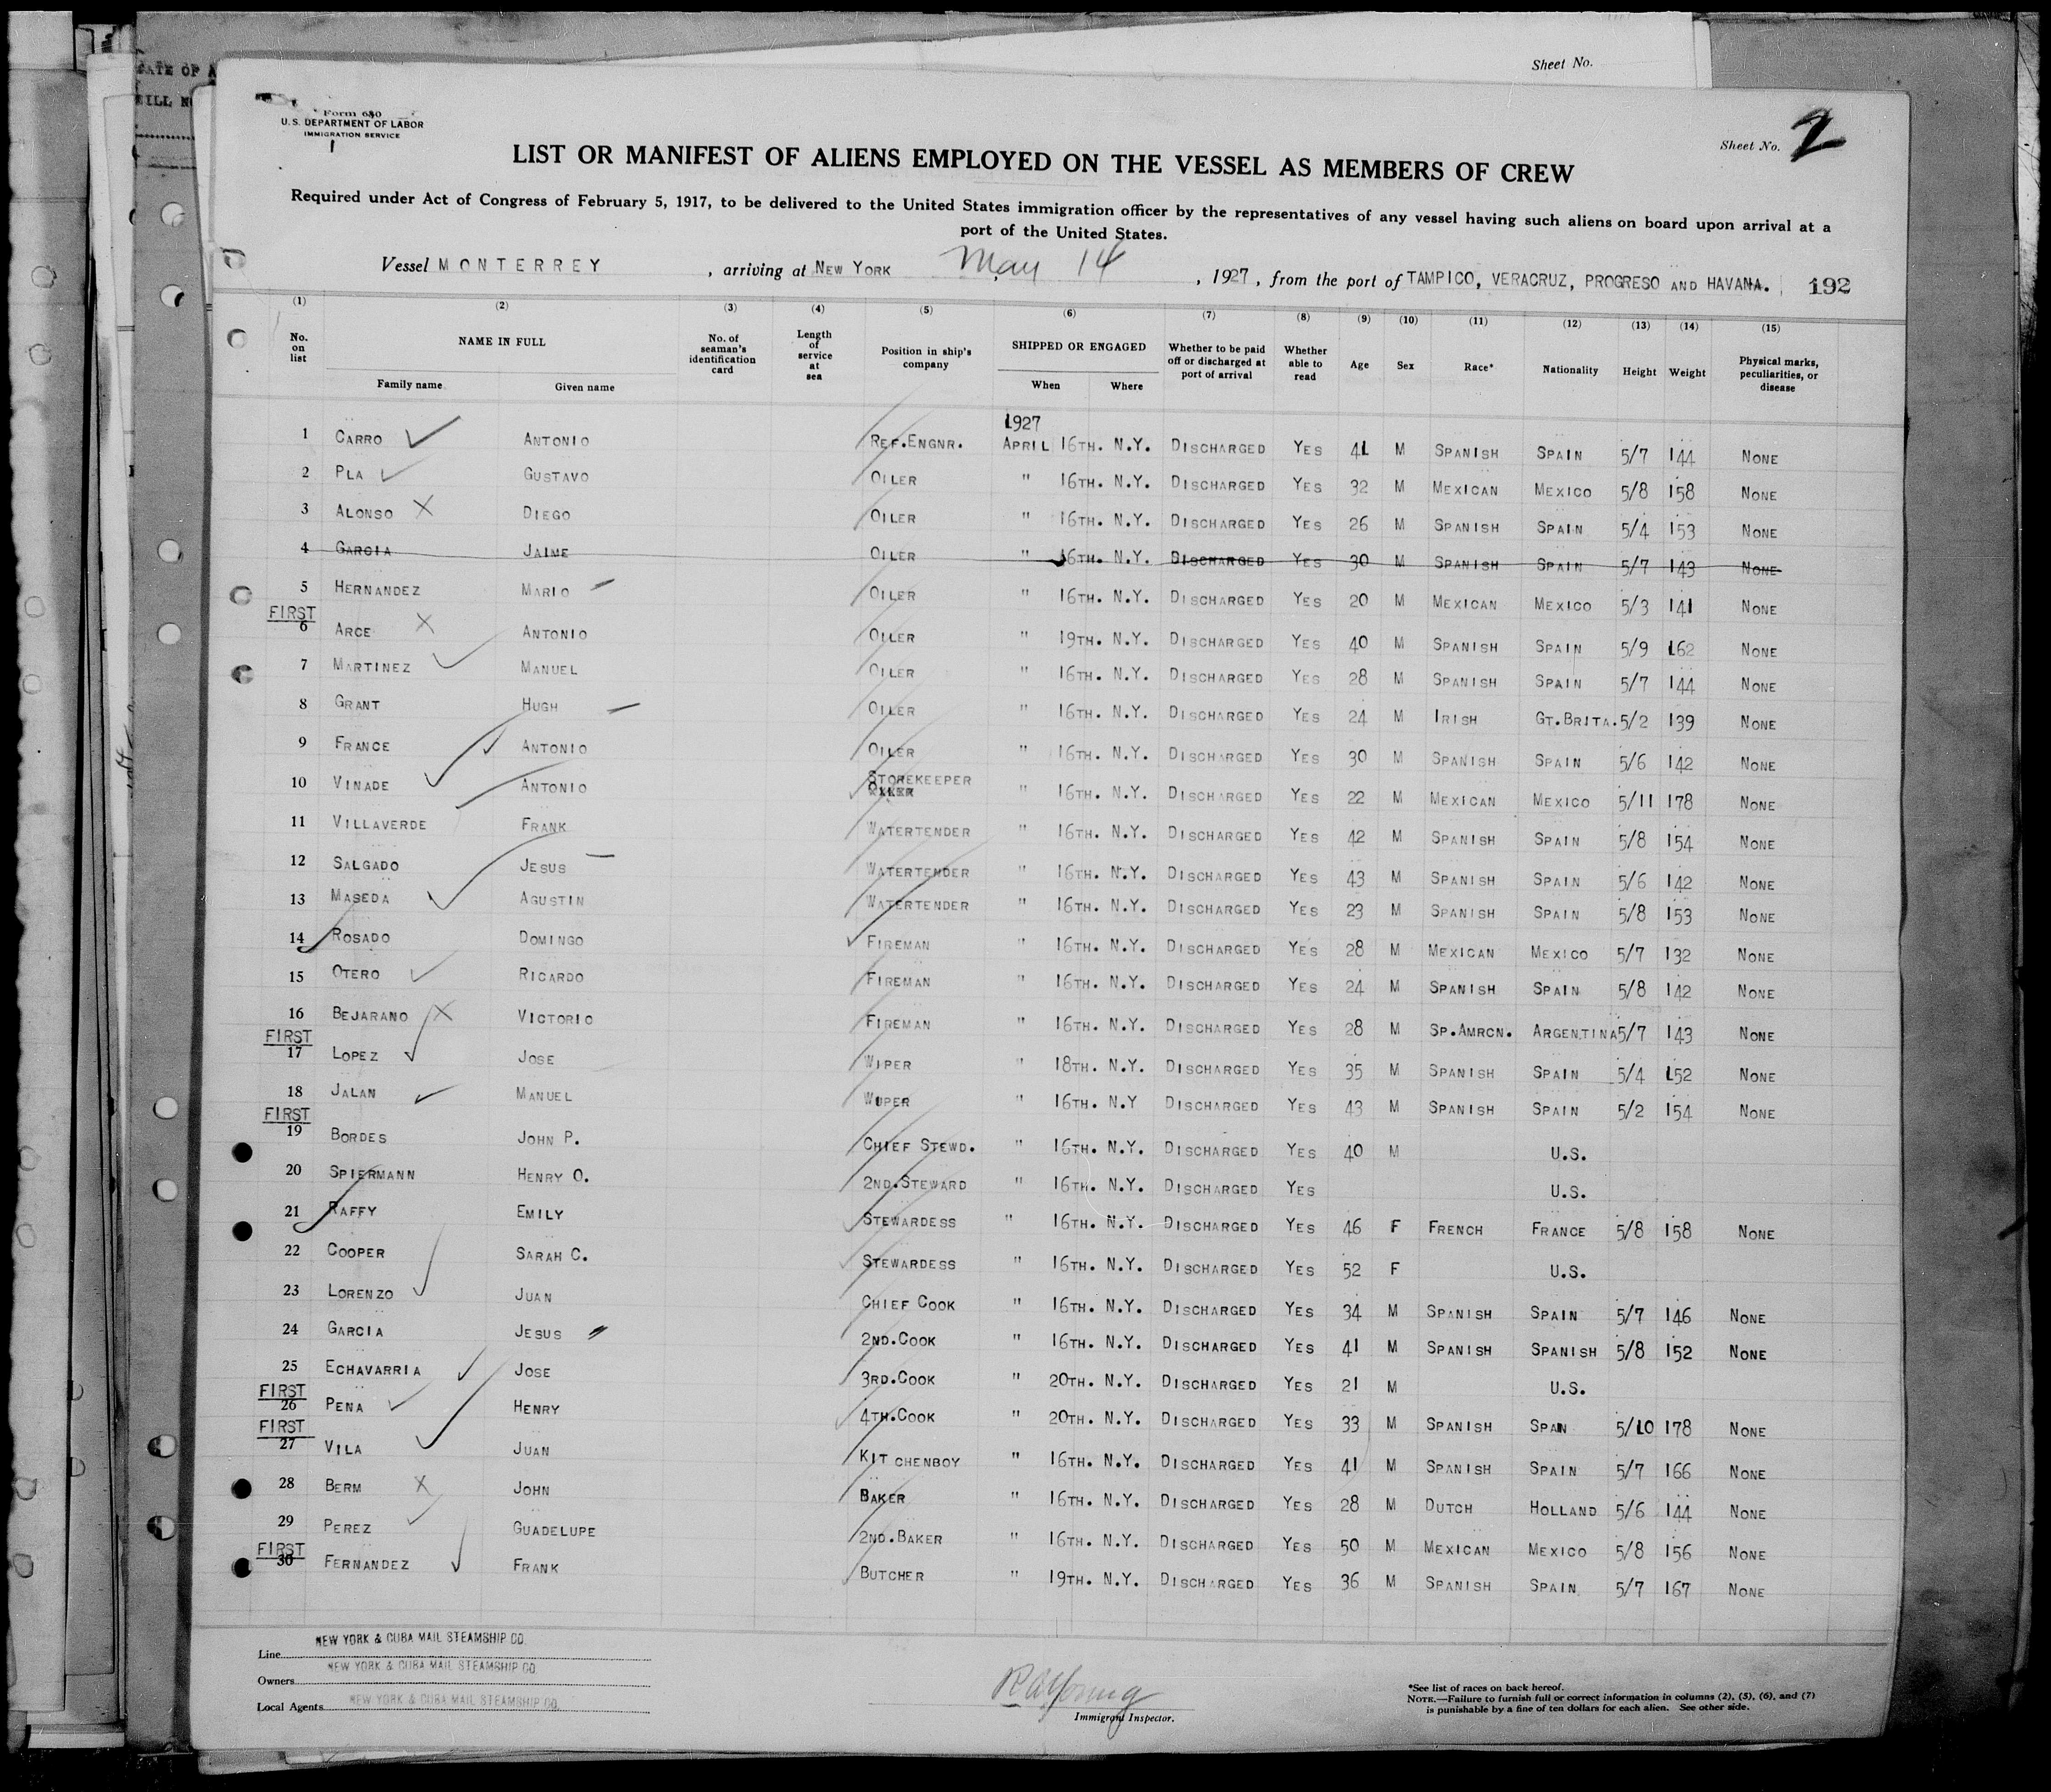 Sheet No.
Form 680
U. S. DEPARTMENT OF LABOR
IMMIGRATION SERVICE
Sheet No. 2
LIST OR MANIFEST OF ALIENS EMPLOYED ON THE VESSEL AS MEMBERS OF CREW
Required under Act of Congress of February 5, 1917, to be delivered to the United States immigration officer by the representatives of any vessel having such aliens on board upon arrival at a
port of the United States.
Vessel MONTERREY, arriving at NEW YORK May 14, 1927, from the port of TAMPICO, VERACRUZ, PROGRESO AND HAVANA. 192
(1) (2) (3) (4) (5) (6) (7) (8) (9) (10) (11) (12) (13) (14) (15)
No. on list NAME IN FULL Family name Given name No. of seaman's identification card Length of service at sea Position in ship's company SHIPPED OR ENGAGED When Where Whether to be paid off or discharged at port of arrival Whether able to read Age Sex Race* Nationality Height Weight Physical marks, peculiarities, or disease
1927
1 CARRO ANTONIO REF.ENGNR. APRIL 16TH. N.Y. DISCHARGED YES 41 M SPANISH SPAIN 5/7 144 NONE
2 PLA GUSTAVO OILER " 16TH. N.Y. DISCHARGED YES 32 M MEXICAN MEXICO 5/8 158 NONE
3 ALONSO DIEGO OILER " 16TH. N.Y. DISCHARGED YES 26 M SPANISH SPAIN 5/4 153 NONE
4 GARCIA JAIME OILER " 16TH. N.Y. DISCHARGED YES 30 M SPANISH SPAIN 5/7 143 NONE
5 HERNANDEZ MARIO OILER " 16TH. N.Y. DISCHARGED YES 20 M MEXICAN MEXICO 5/3 141 NONE
FIRST
6 ARCE ANTONIO OILER " 19TH. N.Y. DISCHARGED YES 40 M SPANISH SPAIN 5/9 162 NONE
7 MARTINEZ MANUEL OILER " 16TH. N.Y. DISCHARGED YES 28 M SPANISH SPAIN 5/7 144 NONE
8 GRANT HUGH OILER " 16TH. N.Y. DISCHARGED YES 24 M IRISH GT.BRITA. 5/2 139 NONE
9 FRANCE ANTONIO OILER " 16TH. N.Y. DISCHARGED YES 30 M SPANISH SPAIN 5/6 142 NONE
10 VINADE ANTONIO STOREKEEPER " 16TH. N.Y. DISCHARGED YES 22 M MEXICAN MEXICO 5/11 178 NONE
11 VILLAVERDE FRANK WATERTENDER " 16TH. N.Y. DISCHARGED YES 42 M SPANISH SPAIN 5/8 154 NONE
12 SALGADO JESUS WATERTENDER " 16TH. N.Y. DISCHARGED YES 43 M SPANISH SPAIN 5/6 142 NONE
13 MASEDA AGUSTIN WATERTENDER " 16TH. N.Y. DISCHARGED YES 23 M SPANISH SPAIN 5/8 153 NONE
14 ROSADO DOMINGO FIREMAN " 16TH. N.Y. DISCHARGED YES 28 M MEXICAN MEXICO 5/7 132 NONE
15 OTERO RICARDO FIREMAN " 16TH. N.Y. DISCHARGED YES 24 M SPANISH SPAIN 5/8 142 NONE
16 BEJARANO VICTORIO FIREMAN " 16TH. N.Y. DISCHARGED YES 28 M SP.AMRCN. ARGENTINA 5/7 143 NONE
FIRST
17 LOPEZ JOSE WIPER " 18TH. N.Y. DISCHARGED YES 35 M SPANISH SPAIN 5/4 152 NONE
18 JALAN MANUEL WIPER " 16TH. N.Y DISCHARGED YES 43 M SPANISH SPAIN 5/2 154 NONE
FIRST
19 BORDES JOHN P. CHIEF STEWD. " 16TH. N.Y. DISCHARGED YES 40 M U.S.
20 SPIERMANN HENRY O. 2ND.STEWARD " 16TH. N.Y. DISCHARGED YES U.S.
21 RAFFY EMILY STEWARDESS " 16TH. N.Y. DISCHARGED YES 46 F FRENCH FRANCE 5/8 158 NONE
22 COOPER SARAH C. STEWARDESS " 16TH. N.Y. DISCHARGED YES 52 F U.S.
23 LORENZO JUAN CHIEF COOK " 16TH. N.Y. DISCHARGED YES 34 M SPANISH SPAIN 5/7 146 NONE
24 GARCIA JESUS 2ND.COOK " 16TH. N.Y. DISCHARGED YES 41 M SPANISH SPANISH 5/8 152 NONE
25 ECHAVARRIA JOSE 3RD.COOK " 20TH. N.Y. DISCHARGED YES 21 M U.S.
FIRST
26 PENA HENRY 4TH.COOK " 20TH. N.Y. DISCHARGED YES 33 M SPANISH SPAN 5/10 178 NONE
FIRST
27 VILA JUAN KITCHENBOY " 16TH. N.Y. DISCHARGED YES 41 M SPANISH SPAIN 5/7 166 NONE
28 BERM JOHN BAKER " 16TH. N.Y. DISCHARGED YES 28 M DUTCH HOLLAND 5/6 144 NONE
29 PEREZ GUADELUPE 2ND.BAKER " 16TH. N.Y. DISCHARGED YES 50 M MEXICAN MEXICO 5/8 156 NONE
FIRST
30 FERNANDEZ FRANK BUTCHER " 19TH. N.Y. DISCHARGED YES 36 M SPANISH SPAIN 5/7 167 NONE
Line NEW YORK & CUBA MAIL STEAMSHIP CO.
Owners NEW YORK & CUBA MAIL STEAMSHIP CO.
Local Agents NEW YORK & CUBA MAIL STEAMSHIP CO.
Immigrant Inspector.
*See list of races on back hereof.
NOTE.—Failure to furnish full or correct information in columns (2), (5), (6), and (7)
is punishable by a fine of ten dollars for each alien. See other side.